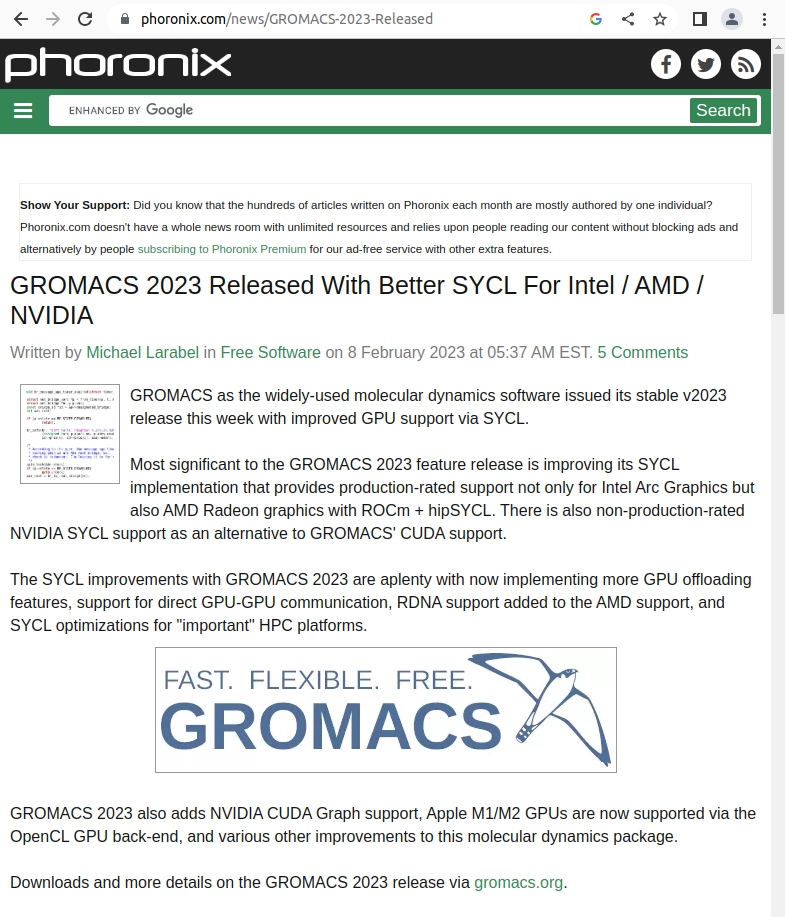 phoronix.com/news/GROMACS-2023-Released
phoronix
ENHANCED BY Google
Search
Show Your Support: Did you know that the hundreds of articles written on Phoronix each month are mostly authored by one individual?
Phoronix.com doesn't have a whole news room with unlimited resources and relies upon people reading our content without blocking ads and
alternatively by people subscribing to Phoronix Premium for our ad-free service with other extra features.
GROMACS 2023 Released With Better SYCL For Intel / AMD /
NVIDIA
Written by Michael Larabel in Free Software on 8 February 2023 at 05:37 AM EST. 5 Comments
GROMACS as the widely-used molecular dynamics software issued its stable v2023
release this week with improved GPU support via SYCL.
Most significant to the GROMACS 2023 feature release is improving its SYCL
implementation that provides production-rated support not only for Intel Arc Graphics but
also AMD Radeon graphics with ROCm + hipSYCL. There is also non-production-rated
NVIDIA SYCL support as an alternative to GROMACS' CUDA support.
The SYCL improvements with GROMACS 2023 are aplenty with now implementing more GPU offloading
features, support for direct GPU-GPU communication, RDNA support added to the AMD support, and
SYCL optimizations for "important" HPC platforms.
FAST. FLEXIBLE. FREE.
GROMACS
GROMACS 2023 also adds NVIDIA CUDA Graph support, Apple M1/M2 GPUs are now supported via the
OpenCL GPU back-end, and various other improvements to this molecular dynamics package.
Downloads and more details on the GROMACS 2023 release via gromacs.org.